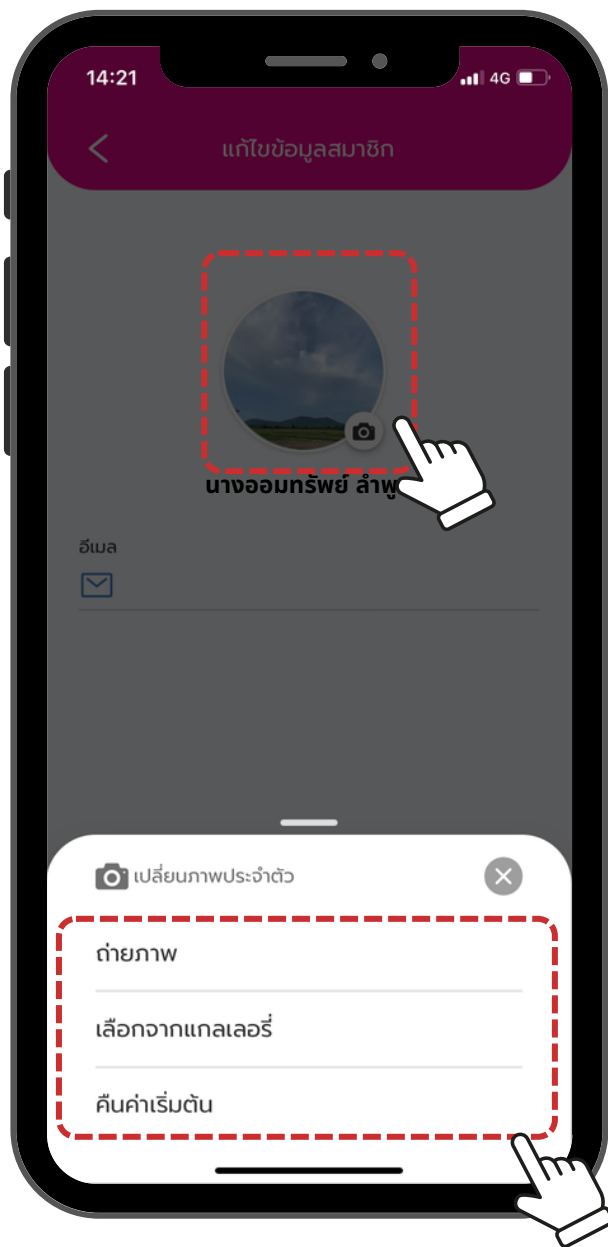 14:21
4G
แก้ไขข้อมูลสมาชิก
นางออมทรัพย์
อีเมล
เปลี่ยนภาพประจำตัว
ถ่ายภาพ
เลือกจากแกลเลอรี่
คืนค่าเริ่มต้น